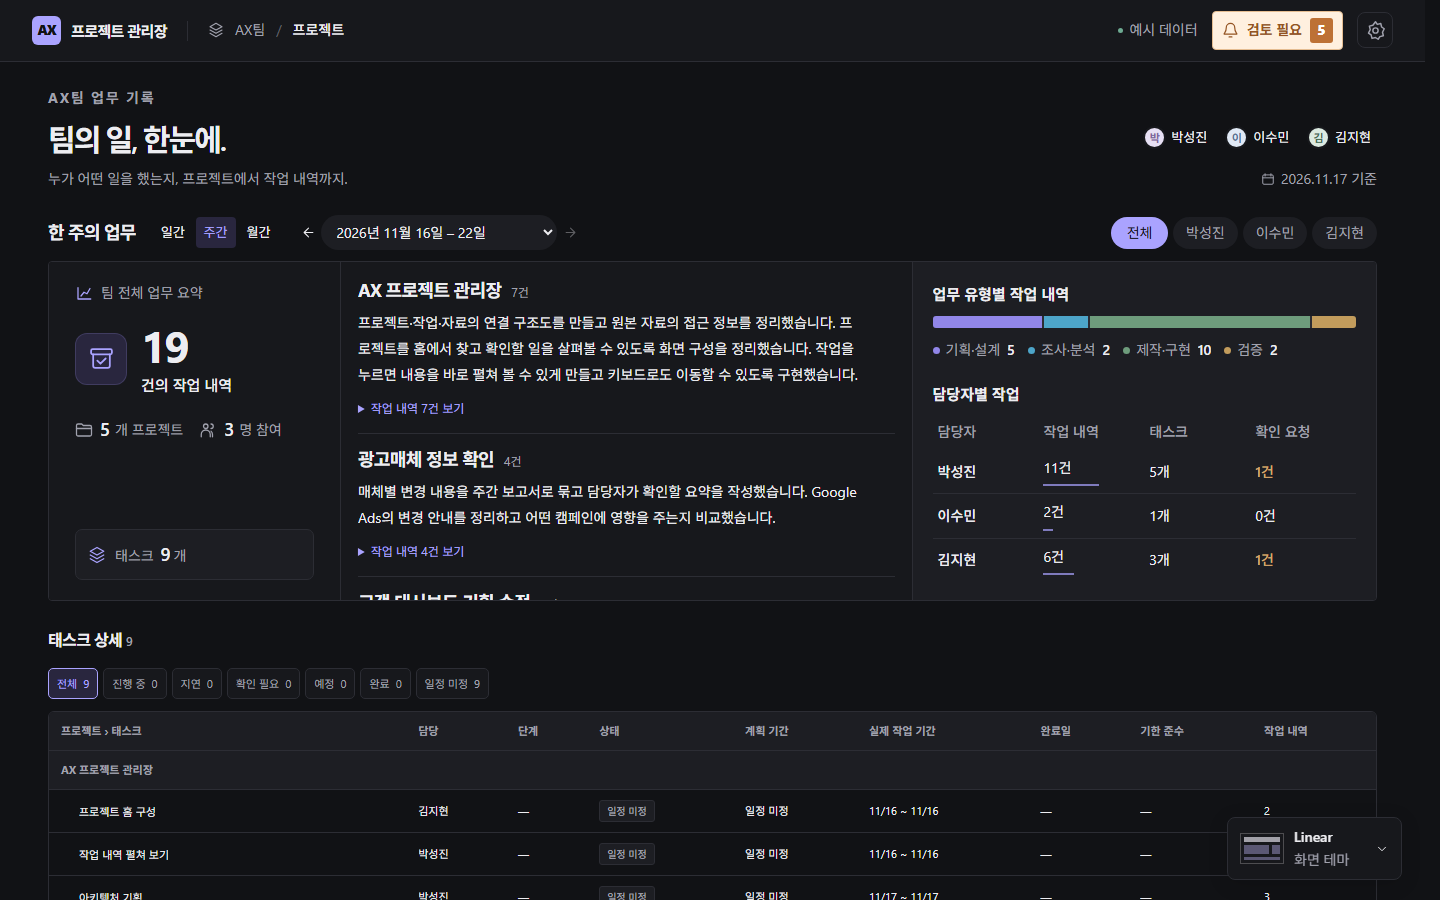 AX 프로젝트 관리장
AX팀 / 프로젝트
예시 데이터
검토 필요 5
AX팀 업무 기록
팀의 일, 한눈에.
누가 어떤 일을 했는지, 프로젝트에서 작업 내역까지.
박 박성진 이 이수민 김 김지현
2026.11.17 기준
한 주의 업무 일간 주간 월간 ← 2026년 11월 16일 – 22일 →
전체 박성진 이수민 김지현
팀 전체 업무 요약
19
건의 작업 내역
5 개 프로젝트 3 명 참여
태스크 9 개
AX 프로젝트 관리장 7건
프로젝트·작업·자료의 연결 구조도를 만들고 원본 자료의 접근 정보를 정리했습니다. 프
로젝트를 홈에서 찾고 확인할 일을 살펴볼 수 있도록 화면 구성을 정리했습니다. 작업을
누르면 내용을 바로 펼쳐 볼 수 있게 만들고 키보드로도 이동할 수 있도록 구현했습니다.
▶ 작업 내역 7건 보기
광고매체 정보 확인 4건
매체별 변경 내용을 주간 보고서로 묶고 담당자가 확인할 요약을 작성했습니다. Google
Ads의 변경 안내를 정리하고 어떤 캠페인에 영향을 주는지 비교했습니다.
▶ 작업 내역 4건 보기
업무 유형별 작업 내역
기획·설계 5 조사·분석 2 제작·구현 10 검증 2
담당자별 작업
담당자 작업 내역 태스크 확인 요청
박성진 11건 5개 1건
이수민 2건 1개 0건
김지현 6건 3개 1건
태스크 상세 9
전체 9 진행 중 0 지연 0 확인 필요 0 예정 0 완료 0 일정 미정 9
프로젝트 › 태스크 담당 단계 상태 계획 기간 실제 작업 기간 완료일 기한 준수 작업 내역
AX 프로젝트 관리장
프로젝트 홈 구성 김지현 — 일정 미정 일정 미정 11/16 ~ 11/16 — — 2
작업 내역 펼쳐 보기 박성진 — 일정 미정 일정 미정 11/16 ~ 11/16 — —
아키텍처 기획 박성진 — 일정 미정 일정 미정 11/17 ~ 11/17 — — 3
Linear
화면 테마